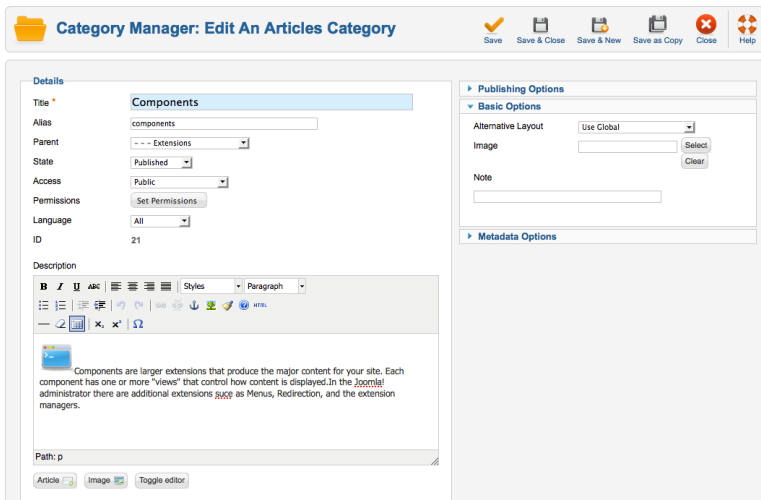 Category Manager: Edit An Articles Category
Save
Save & Close
Save & New
Save as Copy
Close
Help
Details
Title *
Components
Alias
components
Parent
- - - Extensions
State
Published
Access
Public
Permissions
Set Permissions
Language
All
ID
21
Description
B I U ABC Styles Paragraph
HTML
x₂ x² Ω
Components are larger extensions that produce the major content for your site. Each
component has one or more "views" that control how content is displayed.In the Joomla!
administrator there are additional extensions suce as Menus, Redirection, and the extension
managers.
Path: p
Article
Image
Toggle editor
Publishing Options
Basic Options
Alternative Layout
Use Global
Image
Select
Clear
Note
Metadata Options